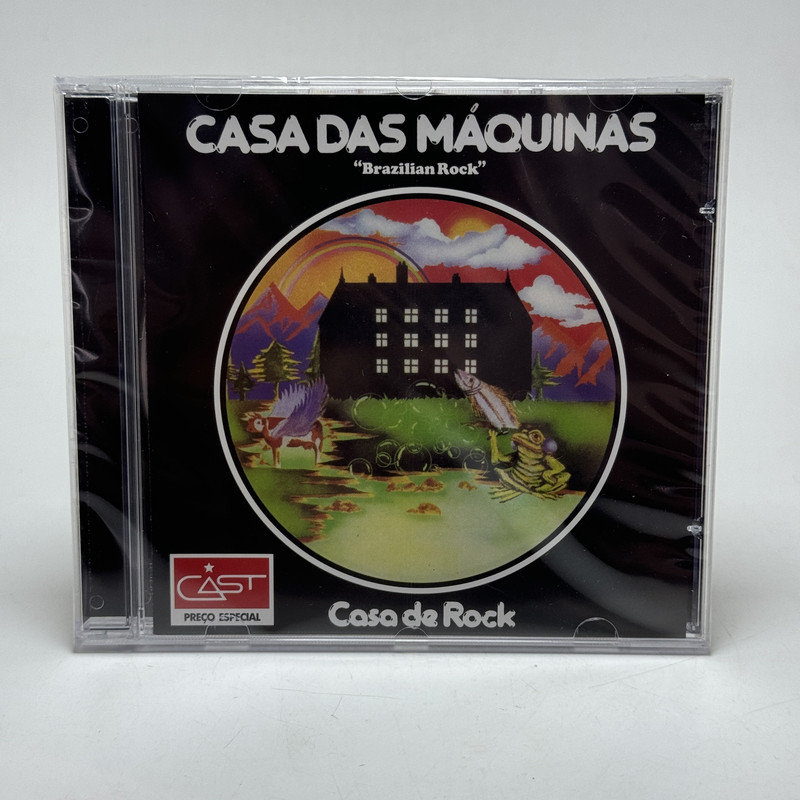 CASA DAS MÁQUINAS
“Brazilian Rock”
CAST
PREÇO ESPECIAL
Casa de Rock